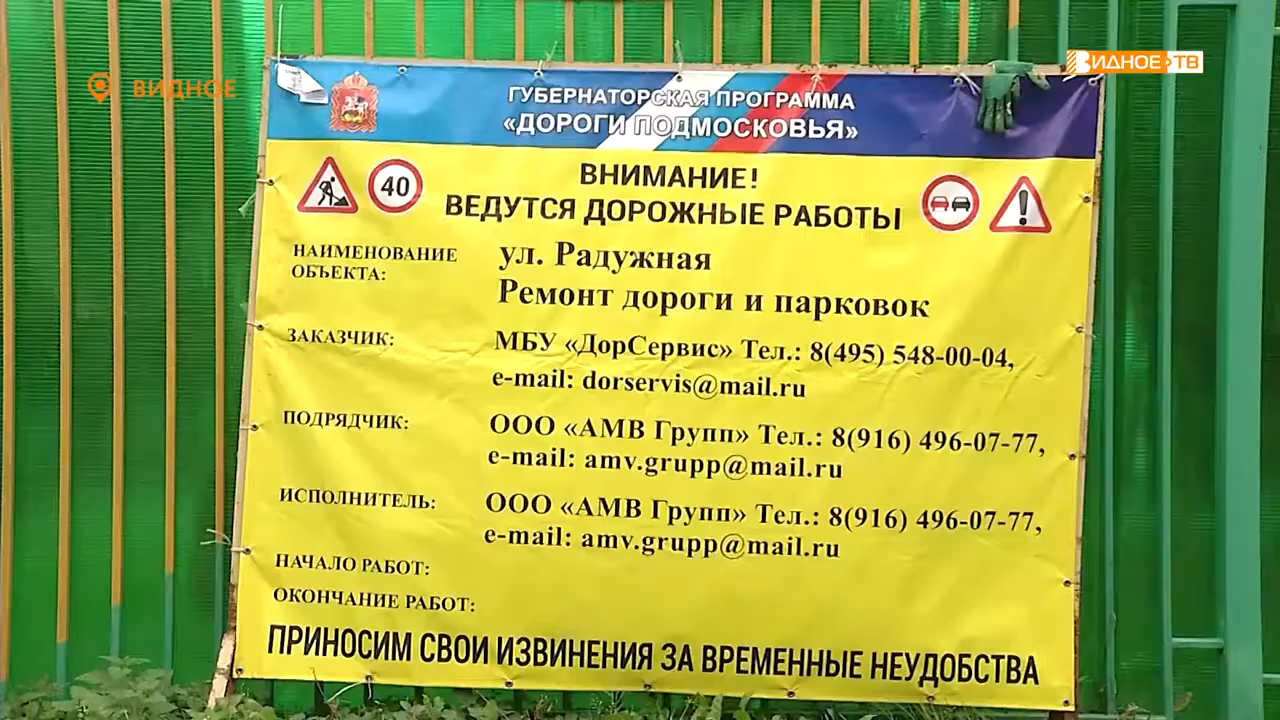 ВИДНОЕ
ВИДНОЕ ТВ
ГУБЕРНАТОРСКАЯ ПРОГРАММА
«ДОРОГИ ПОДМОСКОВЬЯ»
40
ВНИМАНИЕ!
ВЕДУТСЯ ДОРОЖНЫЕ РАБОТЫ
НАИМЕНОВАНИЕ
ОБЪЕКТА:
ул. Радужная
Ремонт дороги и парковок
ЗАКАЗЧИК:
МБУ «ДорСервис» Тел.: 8(495) 548-00-04,
e-mail: dorservis@mail.ru
ПОДРЯДЧИК:
ООО «АМВ Групп» Тел.: 8(916) 496-07-77,
e-mail: amv.grupp@mail.ru
ИСПОЛНИТЕЛЬ:
ООО «АМВ Групп» Тел.: 8(916) 496-07-77,
e-mail: amv.grupp@mail.ru
НАЧАЛО РАБОТ:
ОКОНЧАНИЕ РАБОТ:
ПРИНОСИМ СВОИ ИЗВИНЕНИЯ ЗА ВРЕМЕННЫЕ НЕУДОБСТВА